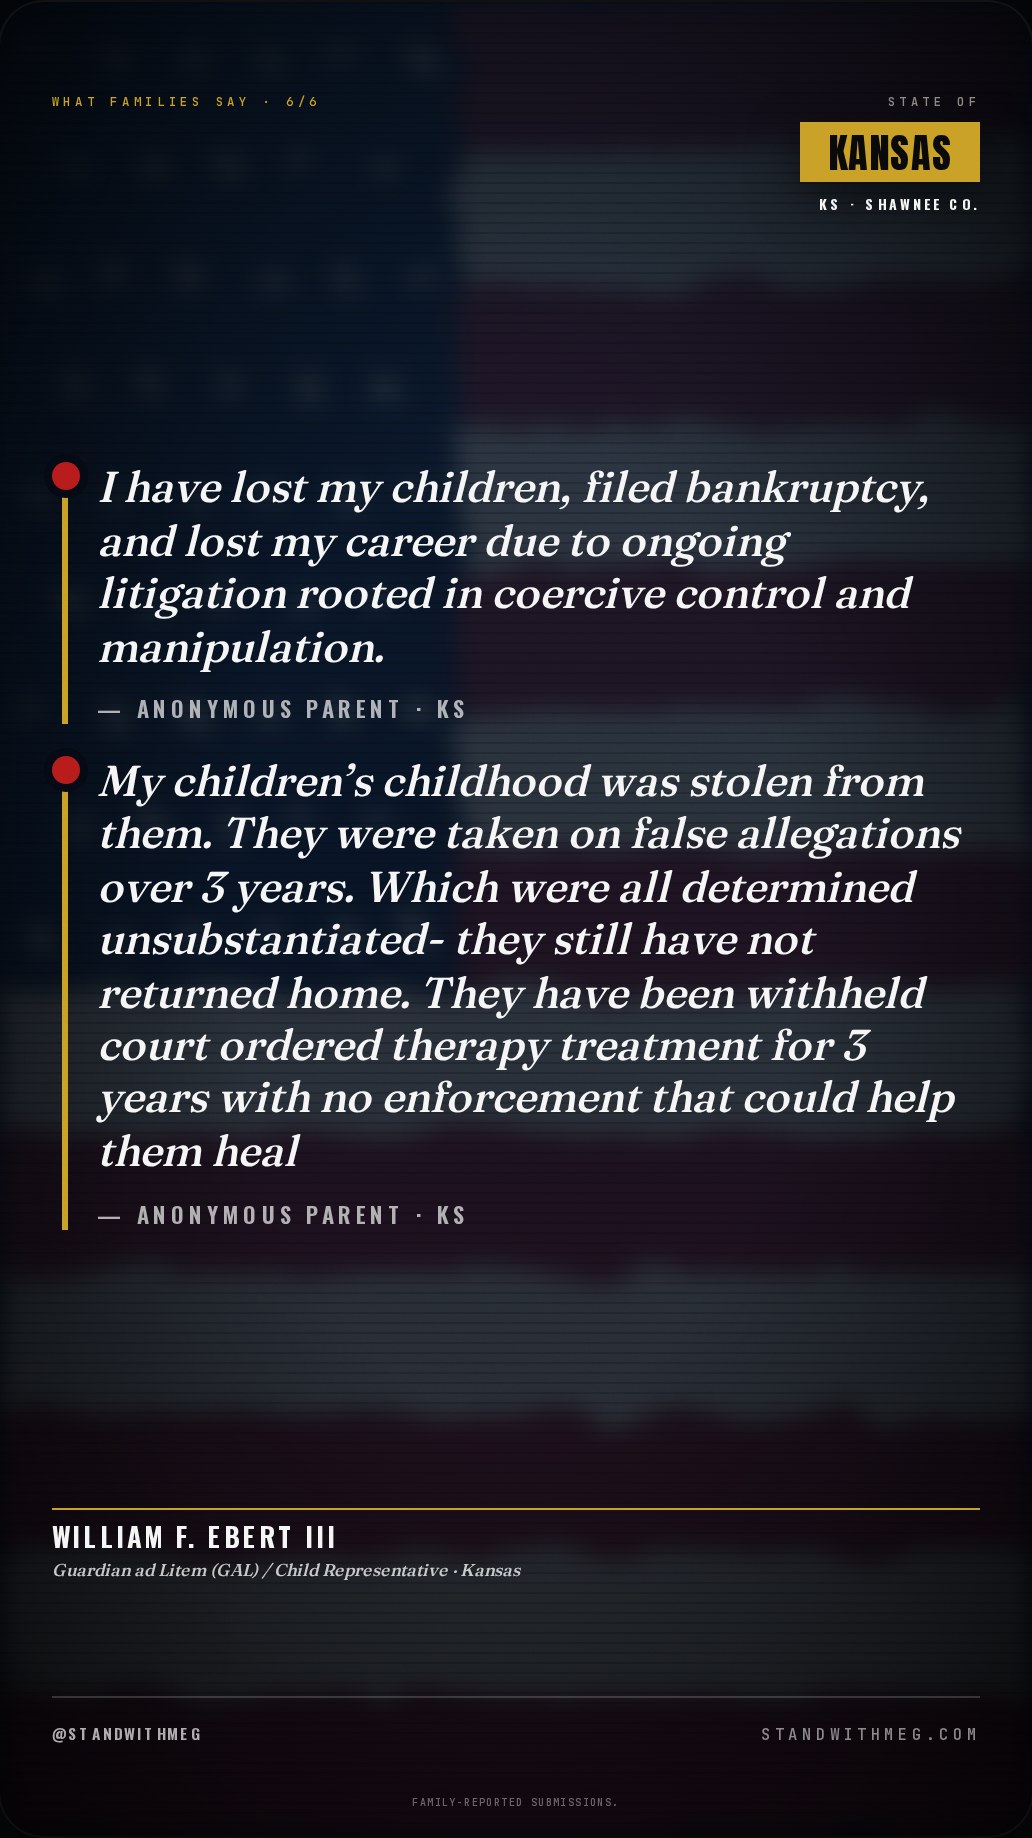 WHAT FAMILIES SAY · 6/6
STATE OF
KANSAS
KS · SHAWNEE CO.
I have lost my children, filed bankruptcy,
and lost my career due to ongoing
litigation rooted in coercive control and
manipulation.
— ANONYMOUS PARENT · KS
My children’s childhood was stolen from
them. They were taken on false allegations
over 3 years. Which were all determined
unsubstantiated- they still have not
returned home. They have been withheld
court ordered therapy treatment for 3
years with no enforcement that could help
them heal
— ANONYMOUS PARENT · KS
WILLIAM F. EBERT III
Guardian ad Litem (GAL) / Child Representative · Kansas
@STANDWITHMEG
STANDWITHMEG.COM
FAMILY-REPORTED SUBMISSIONS.